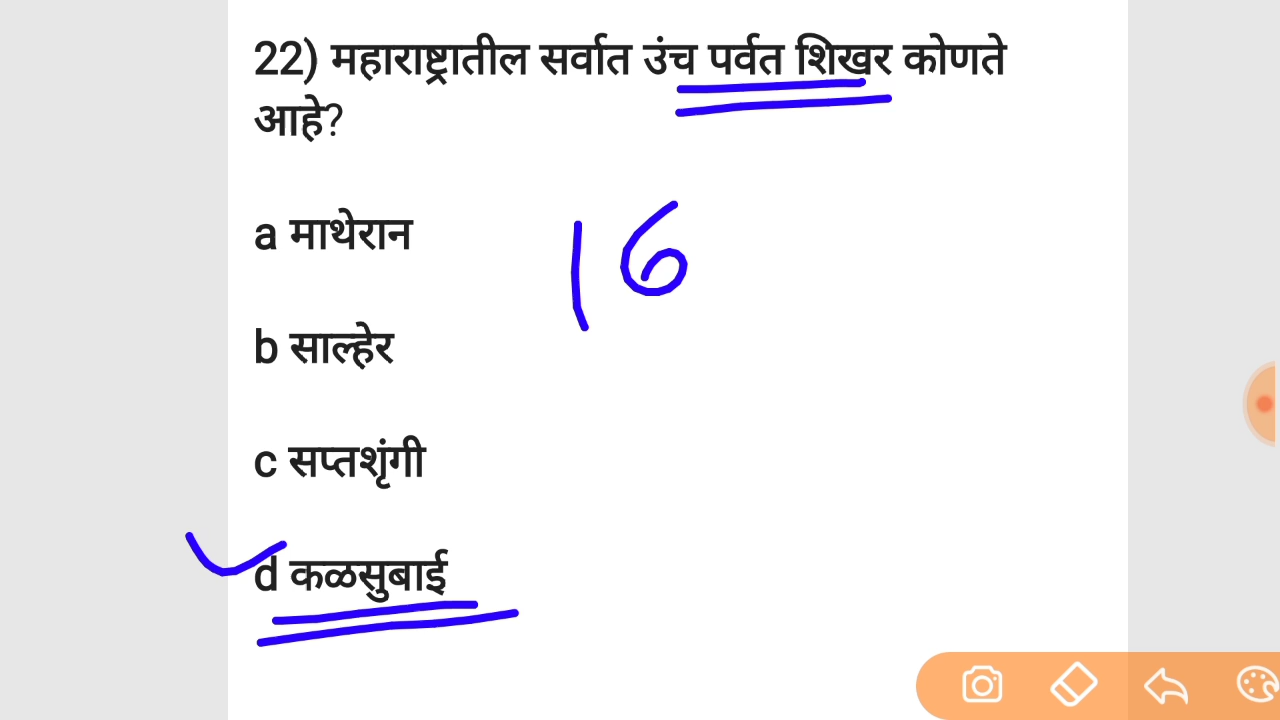 22) महाराष्ट्रातील सर्वात उंच पर्वत शिखर कोणते
आहे?
a माथेरान
16
b साल्हेर
c सप्तशृंगी
d कळसुबाई